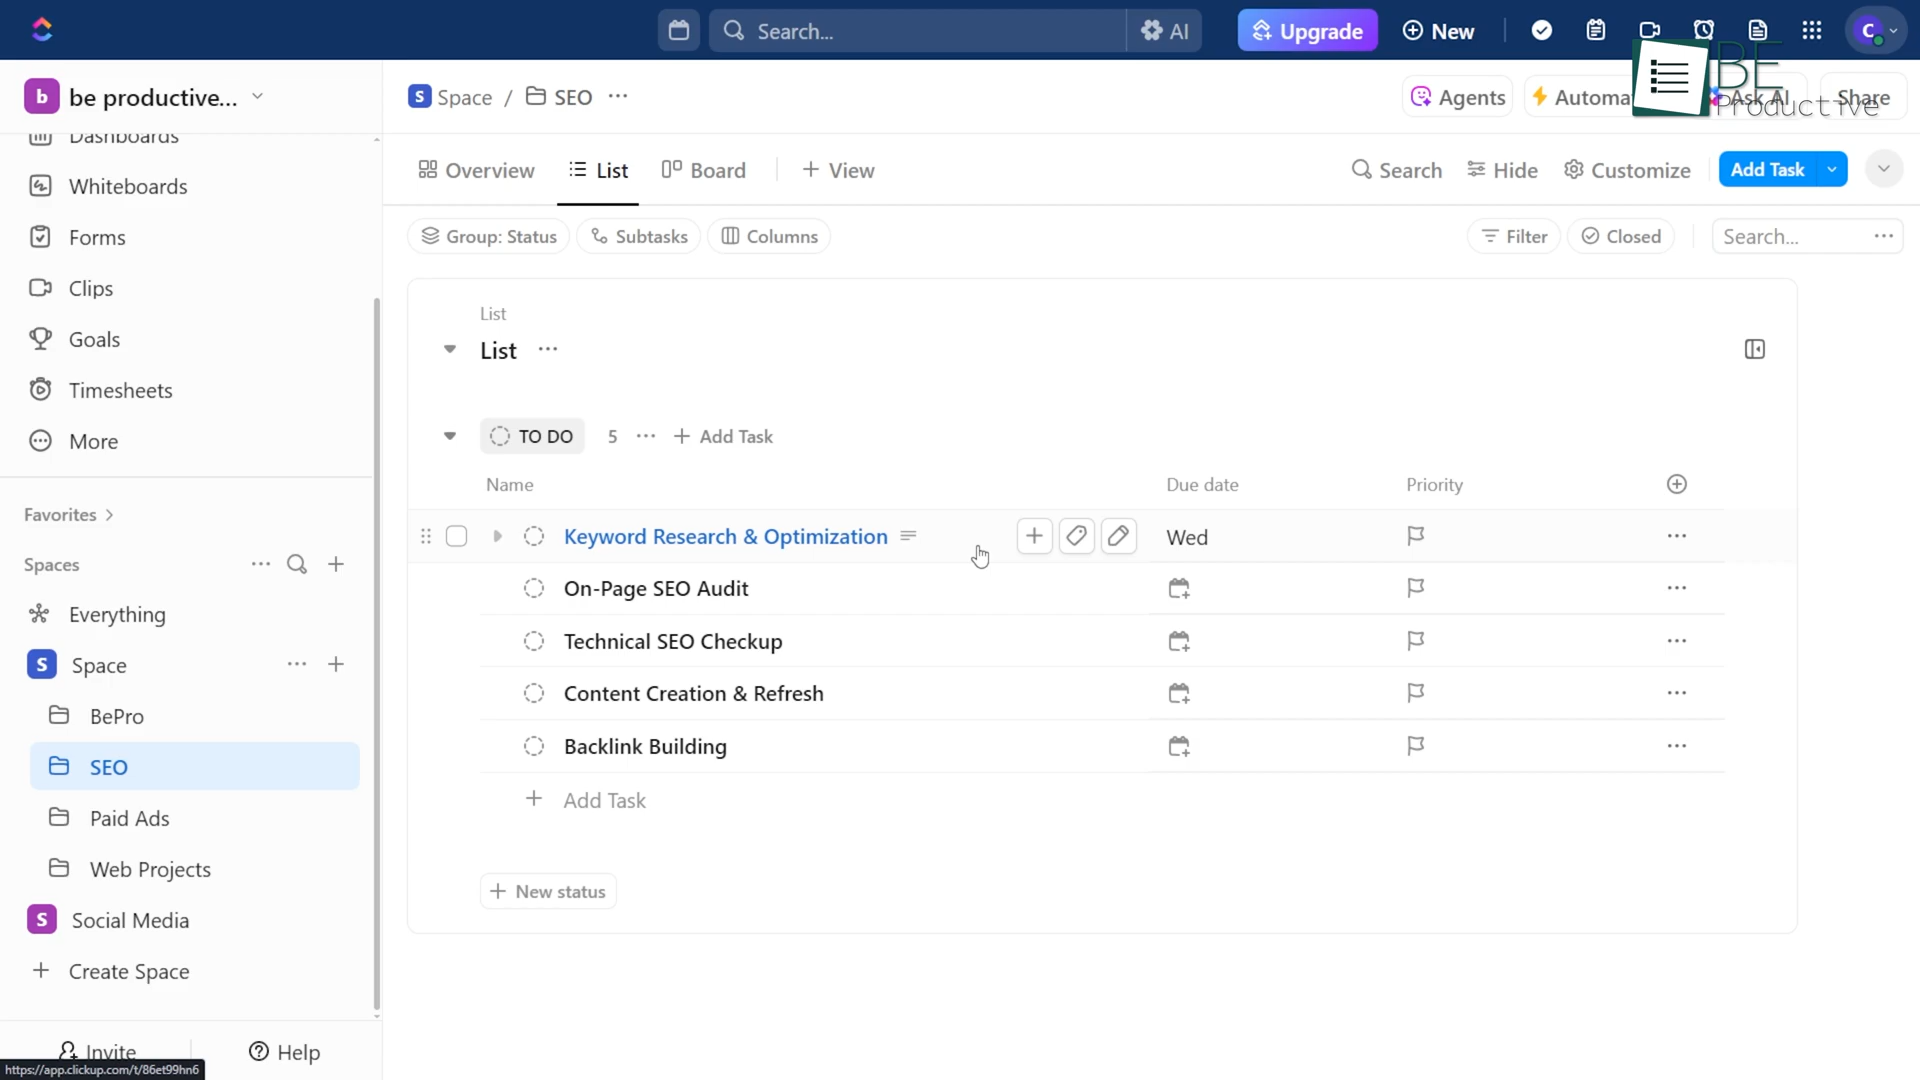 Search...
AI
Upgrade
New
C
b be productive...
Dashboards
Whiteboards
Forms
Clips
Goals
Timesheets
More
Favorites
Spaces
Everything
S Space
BePro
SEO
Paid Ads
Web Projects
S Social Media
Create Space
Invite
Help
https://app.clickup.com/t/86et99hn6
S Space / SEO
Agents
Automa
Ask AI
Share
BE
Productive
Overview
List
Board
View
Search
Hide
Customize
Add Task
Group: Status
Subtasks
Columns
Filter
Closed
Search...
List
List
TO DO 5 Add Task
Name Due date Priority
Keyword Research & Optimization Wed
On-Page SEO Audit
Technical SEO Checkup
Content Creation & Refresh
Backlink Building
Add Task
New status